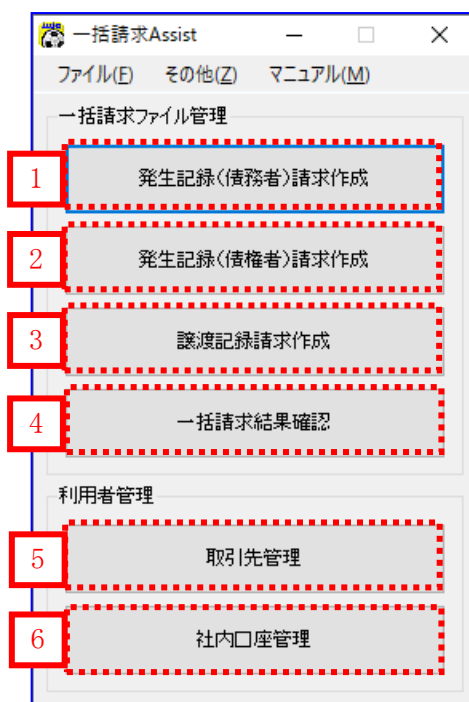 一括請求Assist
ファイル(F) その他(Z) マニュアル(M)
一括請求ファイル管理
1 発生記録(債務者)請求作成
2 発生記録(債権者)請求作成
3 譲渡記録請求作成
4 一括請求結果確認
利用者管理
5 取引先管理
6 社内口座管理